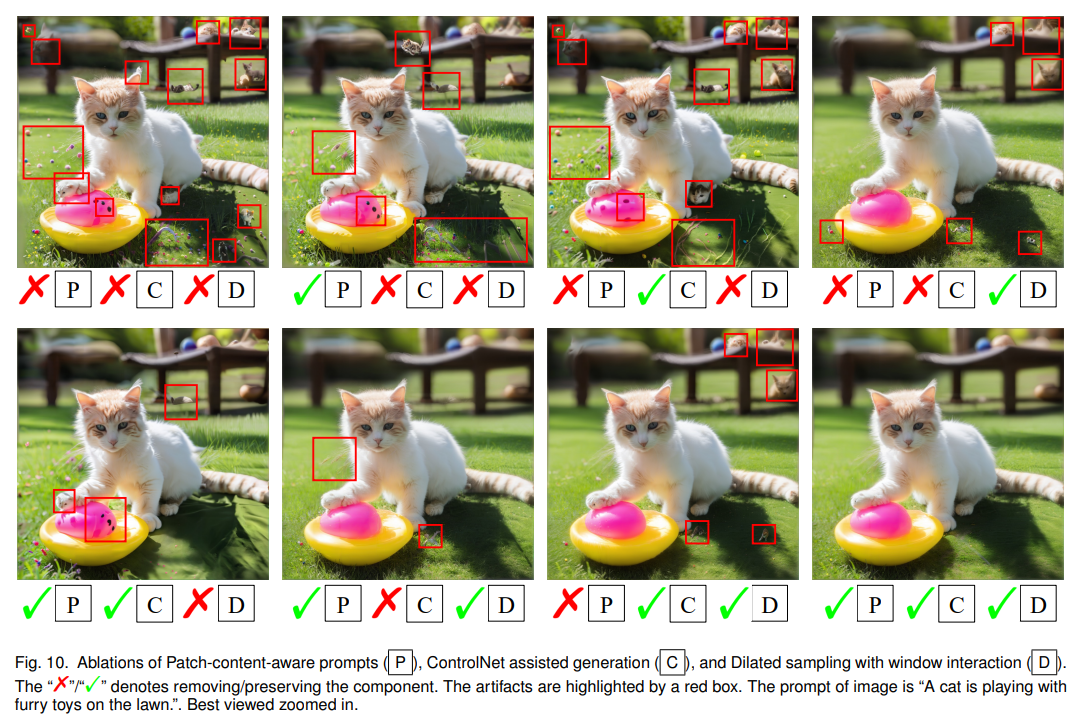 ✗ P ✗ C ✗ D ✓ P ✗ C ✗ D ✗ P ✓ C ✗ D ✗ P ✗ C ✓ D
✓ P ✓ C ✗ D ✓ P ✗ C ✓ D ✗ P ✓ C ✓ D ✓ P ✓ C ✓ D
Fig. 10. Ablations of Patch-content-aware prompts ( P ), ControlNet assisted generation ( C ), and Dilated sampling with window interaction ( D ).
The “✗”/“✓” denotes removing/preserving the component. The artifacts are highlighted by a red box. The prompt of image is “A cat is playing with
furry toys on the lawn.”. Best viewed zoomed in.